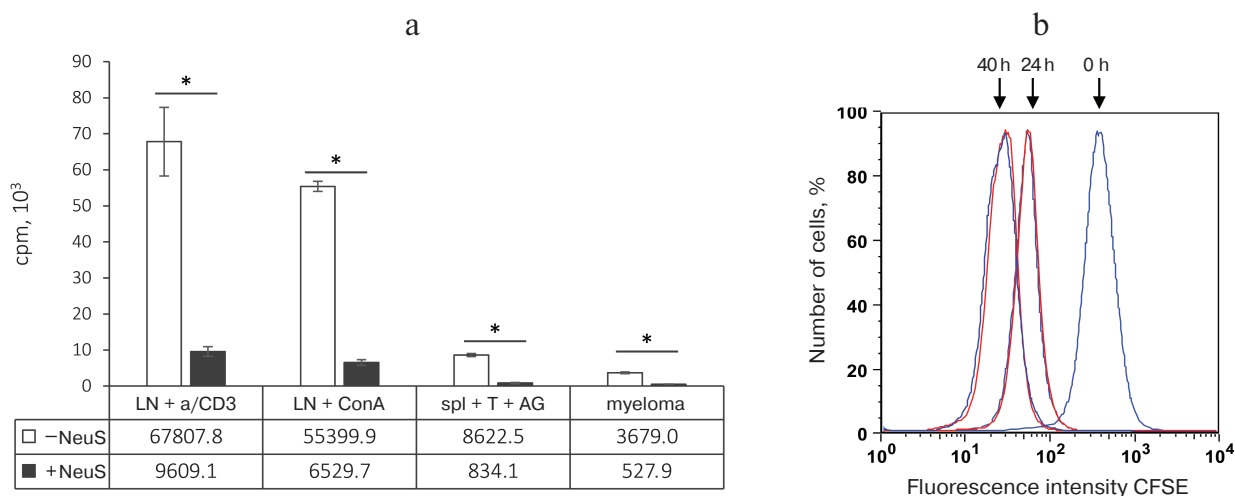 a
cpm, 10³
90
80
70
60
50
40
30
20
10
0
* * * *
LN + a/CD3 LN + ConA spl + T + AG myeloma
−NeuS 67807.8 55399.9 8622.5 3679.0
+NeuS 9609.1 6529.7 834.1 527.9
b
40 h 24 h 0 h
Number of cells, %
100
80
60
40
20
0
10⁰ 10¹ 10² 10³ 10⁴
Fluorescence intensity CFSE